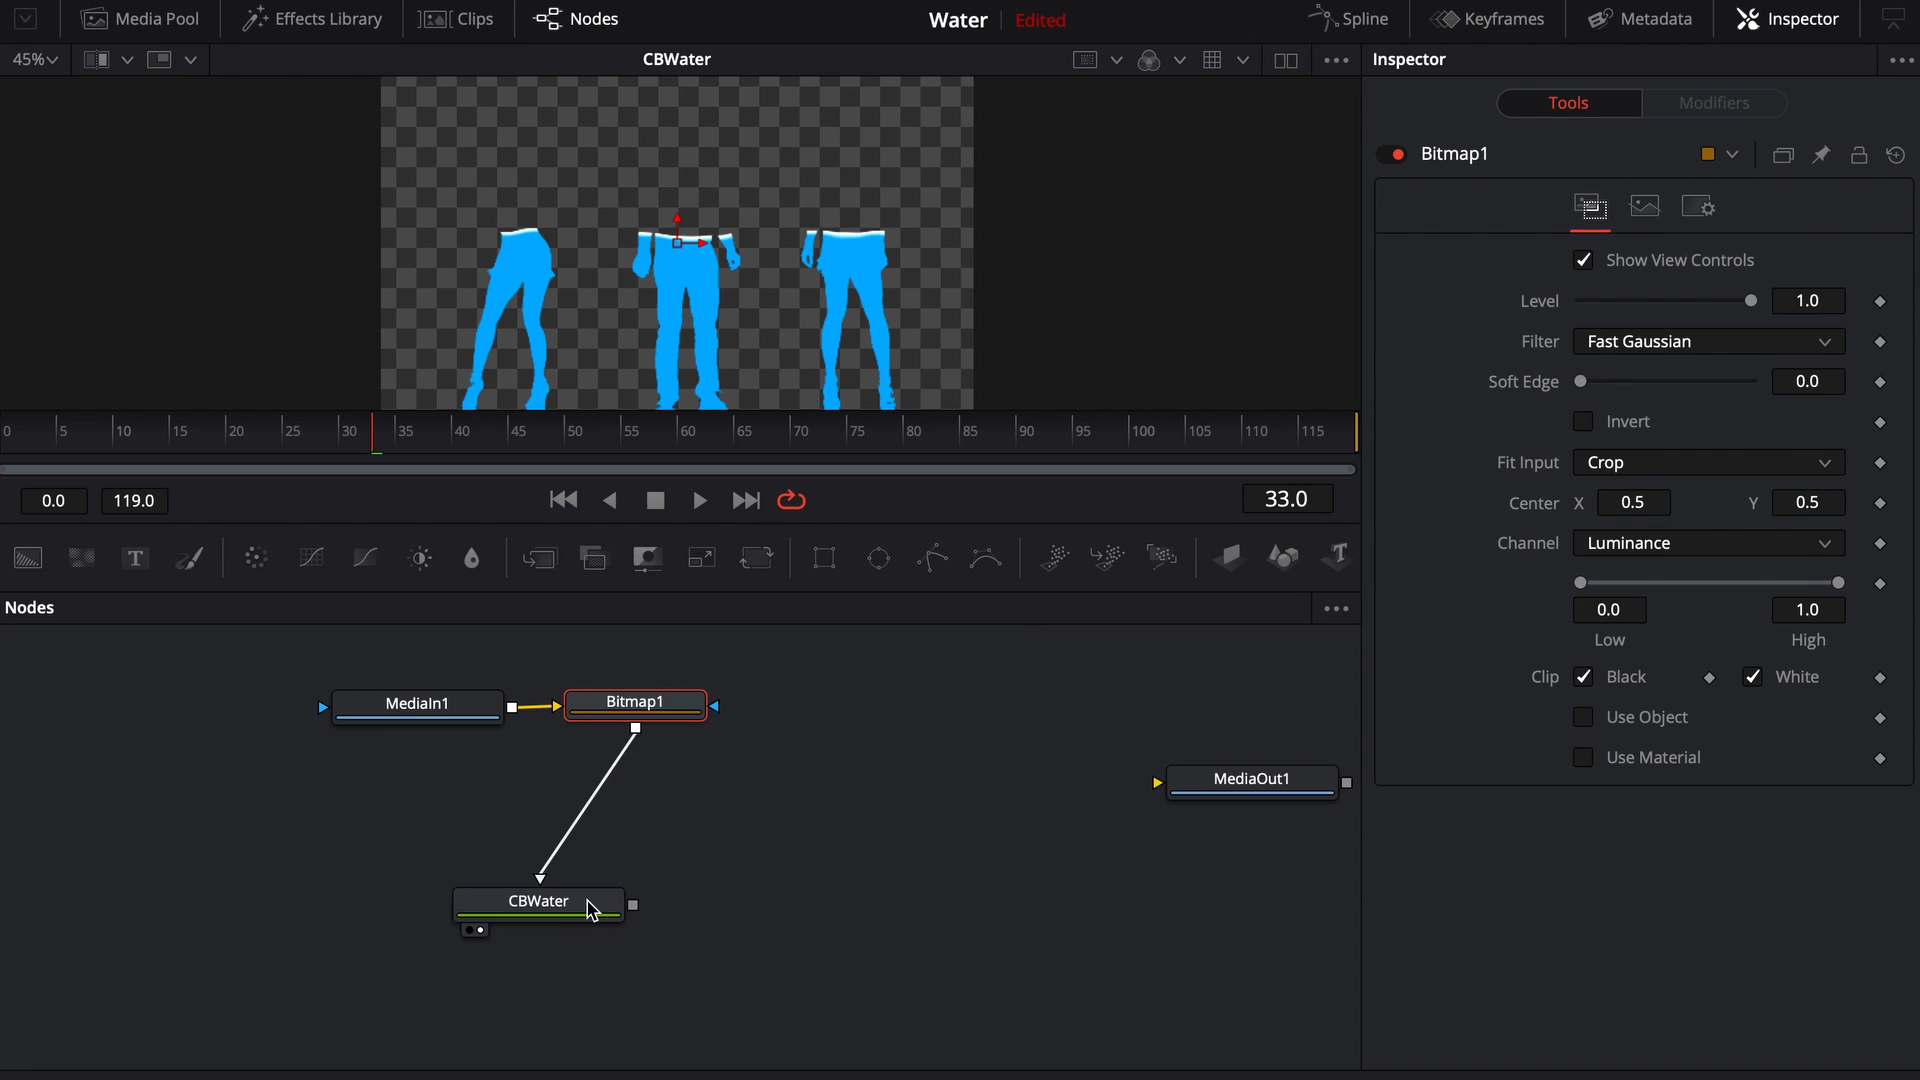 Media Pool
Effects Library
Clips
Nodes
Water
Edited
Spline
Keyframes
Metadata
Inspector
45%
CBWater
Inspector
Tools
Modifiers
Bitmap1
Show View Controls
Level 1.0
Filter Fast Gaussian
Soft Edge 0.0
Invert
Fit Input Crop
Center X 0.5 Y 0.5
Channel Luminance
0.0 1.0
Low High
Clip Black White
Use Object
Use Material
0 5 10 15 20 25 30 35 40 45 50 55 60 65 70 75 80 85 90 95 100 105 110 115
0.0 119.0 33.0
T T
Nodes
MediaIn1
Bitmap1
MediaOut1
CBWater